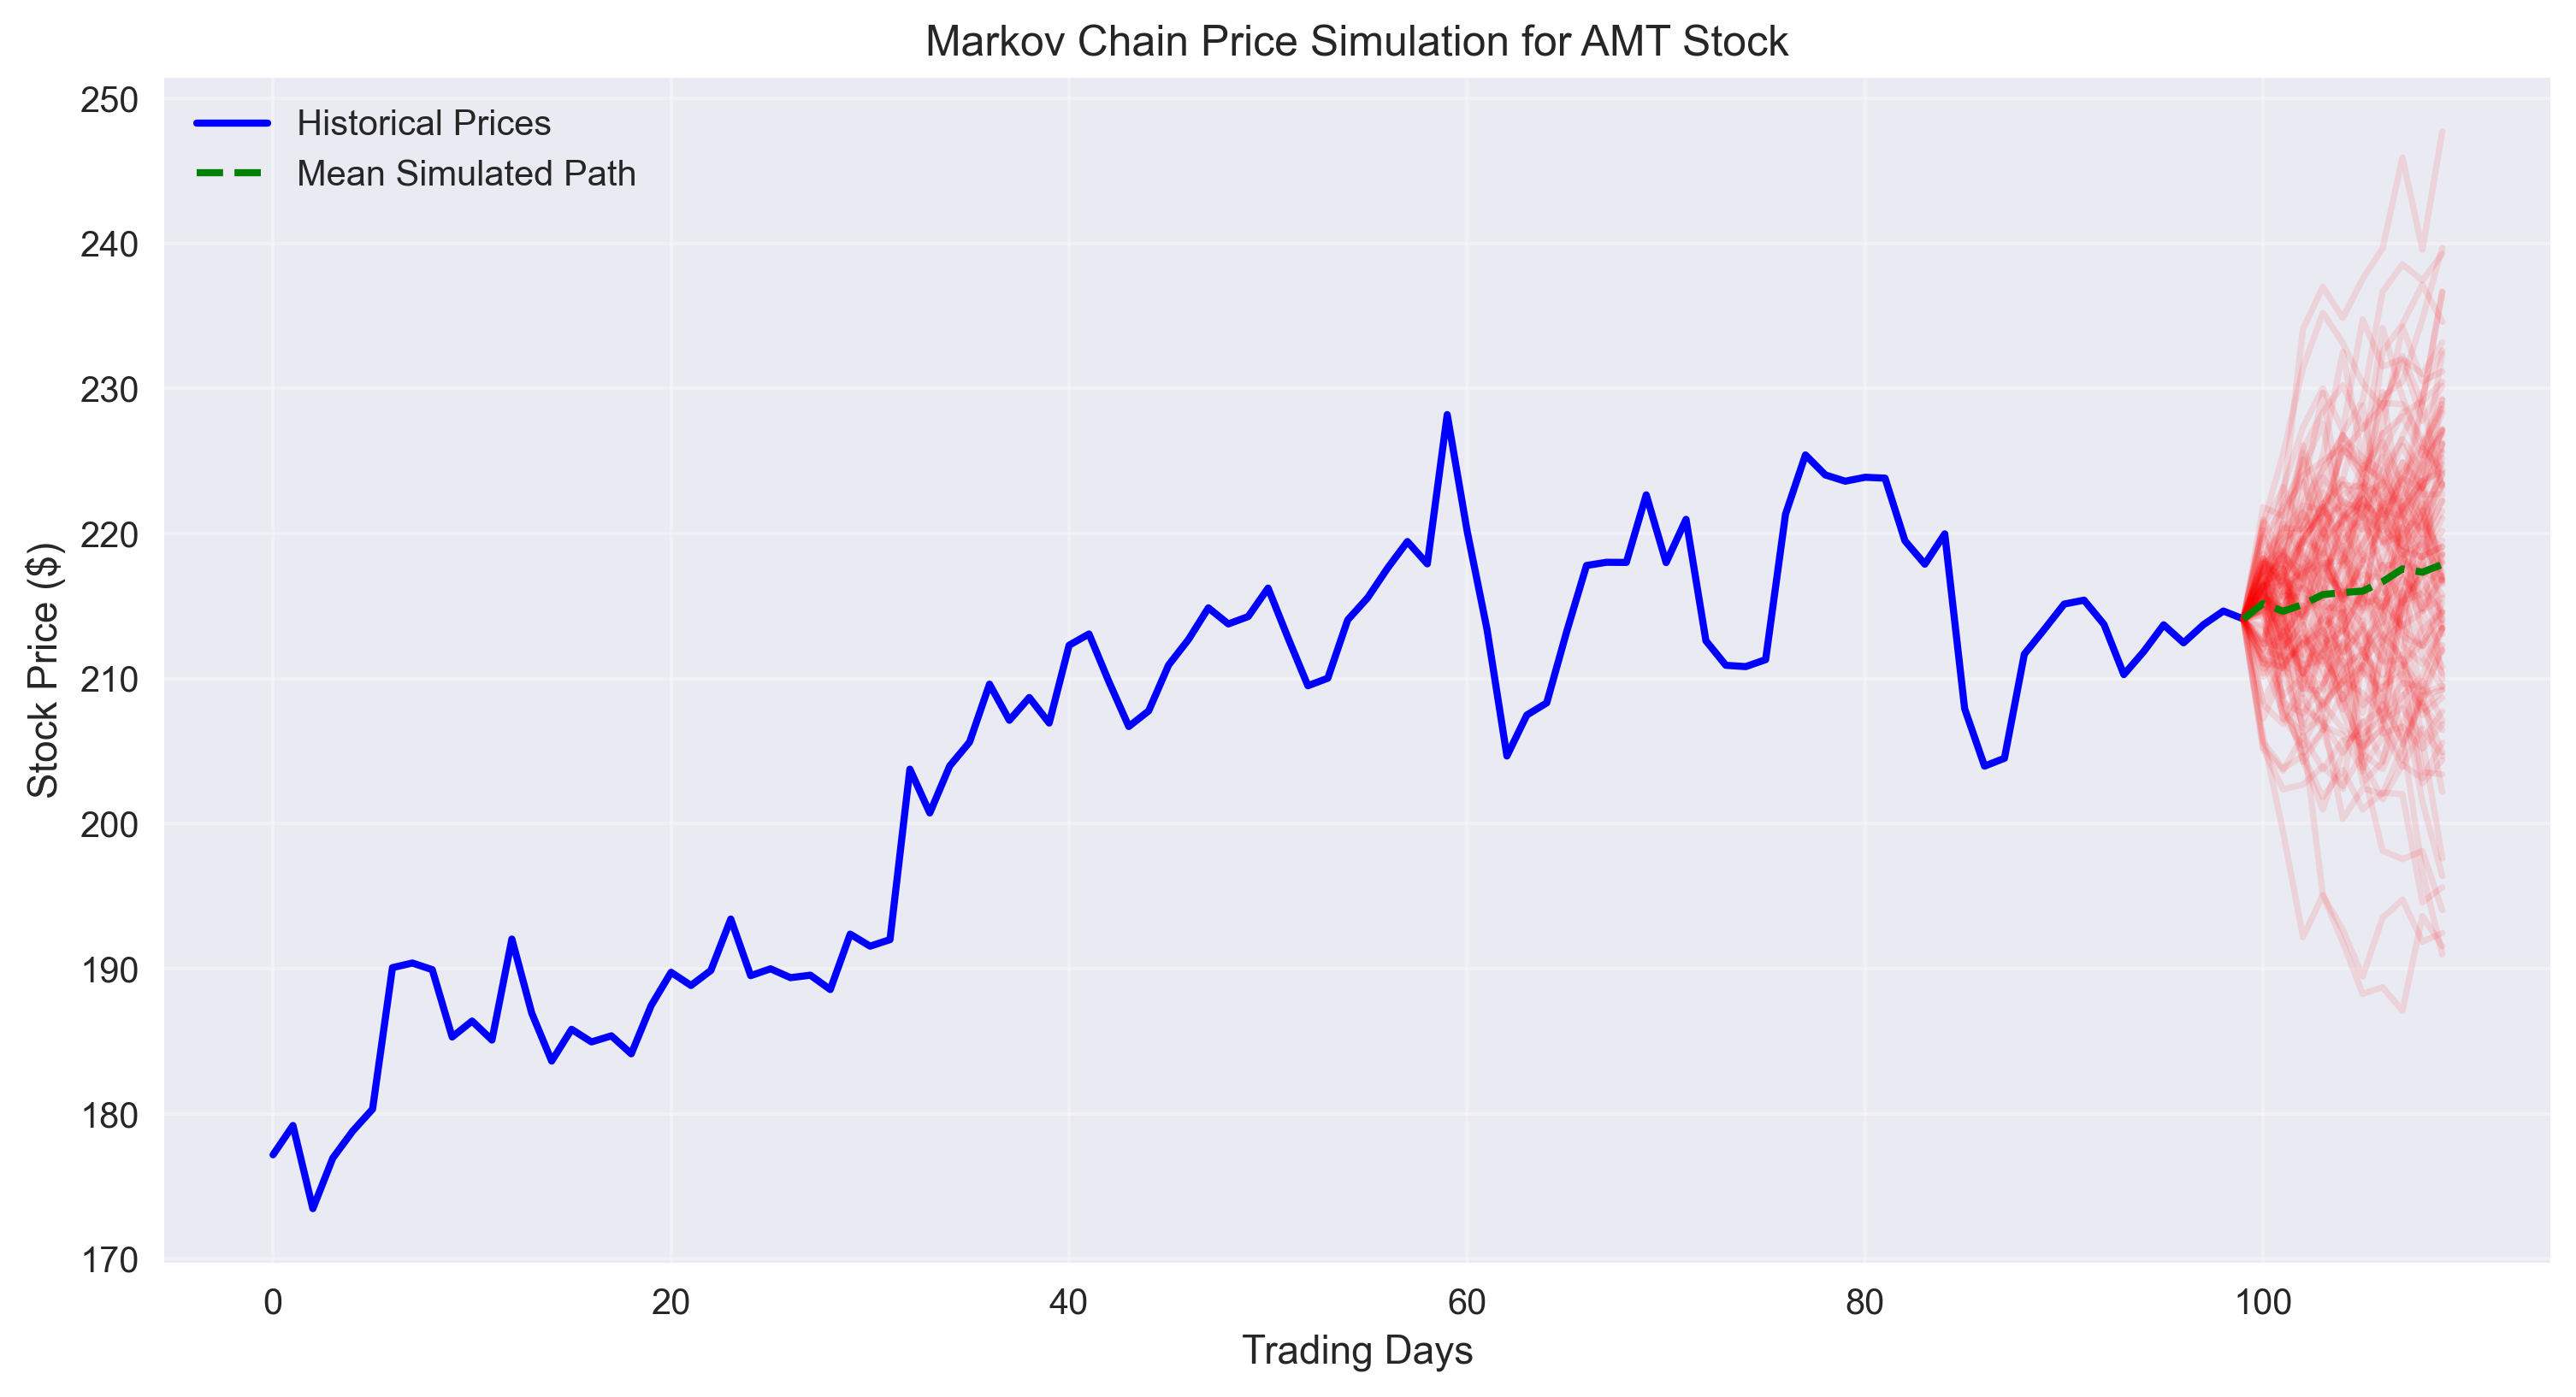 Markov Chain Price Simulation for AMT Stock
Historical Prices
Mean Simulated Path
Stock Price ($)
250
240
230
220
210
200
190
180
170
0 20 40 60 80 100
Trading Days